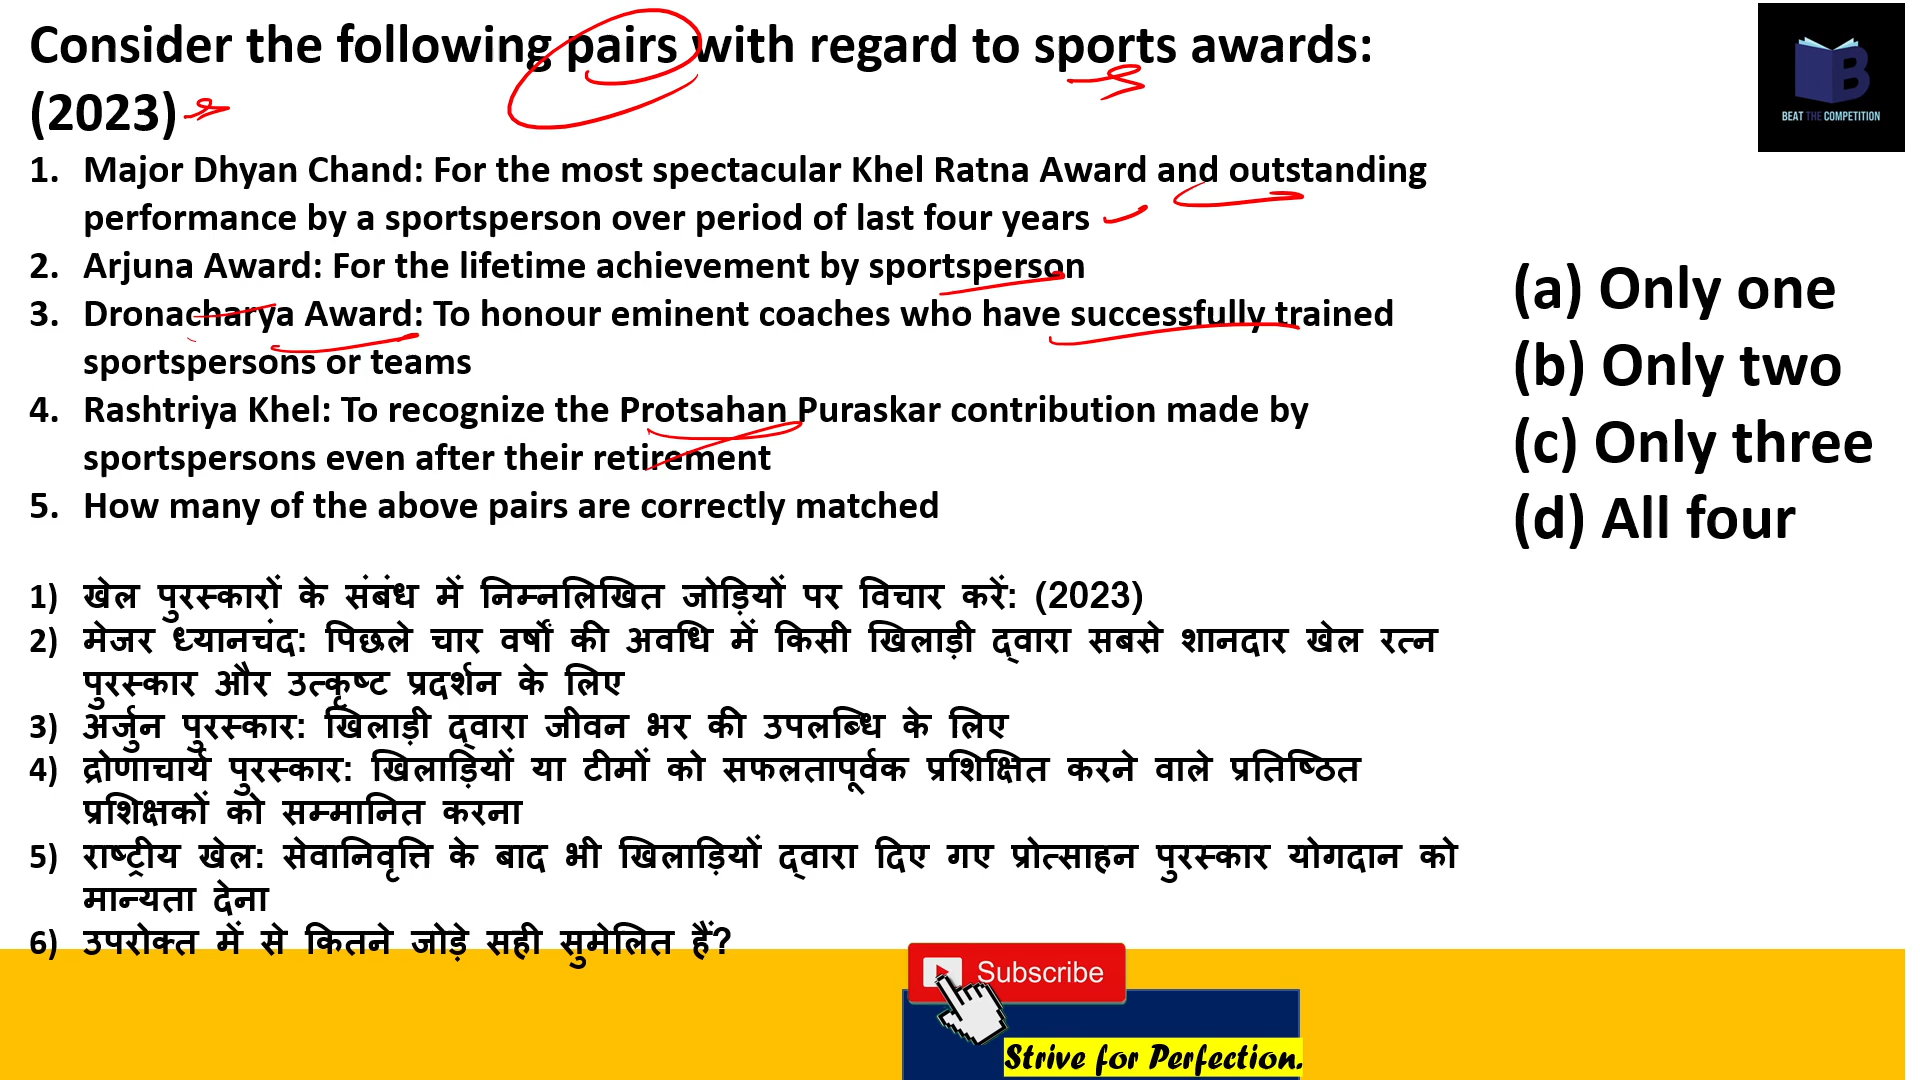 Consider the following pairs with regard to sports awards:
(2023)
1. Major Dhyan Chand: For the most spectacular Khel Ratna Award and outstanding
performance by a sportsperson over period of last four years
2. Arjuna Award: For the lifetime achievement by sportsperson
3. Dronacharya Award: To honour eminent coaches who have successfully trained
sportspersons or teams
4. Rashtriya Khel: To recognize the Protsahan Puraskar contribution made by
sportspersons even after their retirement
5. How many of the above pairs are correctly matched
(a) Only one
(b) Only two
(c) Only three
(d) All four
1) खेल पुरस्कारों के संबंध में निम्नलिखित जोड़ियों पर विचार करें: (2023)
2) मेजर ध्यानचंद: पिछले चार वर्षों की अवधि में किसी खिलाड़ी द्वारा सबसे शानदार खेल रत्न
पुरस्कार और उत्कृष्ट प्रदर्शन के लिए
3) अर्जुन पुरस्कार: खिलाड़ी द्वारा जीवन भर की उपलब्धि के लिए
4) द्रोणाचार्य पुरस्कार: खिलाड़ियों या टीमों को सफलतापूर्वक प्रशिक्षित करने वाले प्रतिष्ठित
प्रशिक्षकों को सम्मानित करना
5) राष्ट्रीय खेल: सेवानिवृत्ति के बाद भी खिलाड़ियों द्वारा दिए गए प्रोत्साहन पुरस्कार योगदान को
मान्यता देना
6) उपरोक्त में से कितने जोड़े सही सुमेलित हैं?
B
BEAT THE COMPETITION
Subscribe
Strive for Perfection.